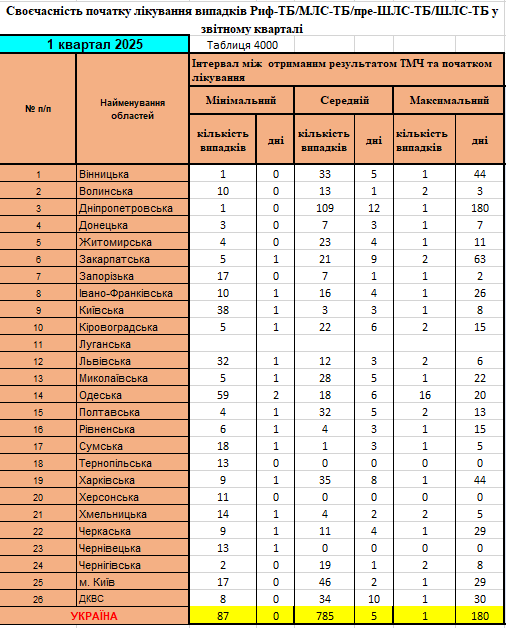 Своєчасність початку лікування випадків Риф-ТБ/МЛС-ТБ/пре-ШЛС-ТБ/ШЛС-ТБ у
звітному кварталі
1 квартал 2025 Таблиця 4000
№ п/п Найменування областей Інтервал між отриманим результатом ТМЧ та початком
лікування
Мінімальний Середній Максимальний
кількість випадків дні кількість випадків дні кількість випадків дні
1 Вінницька 1 0 33 5 1 44
2 Волинська 10 0 13 1 2 3
3 Дніпропетровська 1 0 109 12 1 180
4 Донецька 3 0 7 3 1 7
5 Житомирська 4 0 23 4 1 11
6 Закарпатська 5 1 21 9 2 63
7 Запорізька 17 0 7 1 1 2
8 Івано-Франківська 10 1 16 4 1 26
9 Київська 38 1 3 3 1 8
10 Кіровоградська 5 1 22 6 2 15
11 Луганська
12 Львівська 32 1 12 3 2 6
13 Миколаївська 5 1 28 5 1 22
14 Одеська 59 2 18 6 16 20
15 Полтавська 4 1 32 5 2 13
16 Рівненська 6 1 4 3 1 15
17 Сумська 18 1 1 3 1 5
18 Тернопільська 13 0 0 0 0 0
19 Харківська 9 1 35 8 1 44
20 Херсонська 11 0 0 0 0 0
21 Хмельницька 14 1 4 2 2 5
22 Черкаська 9 1 11 4 1 29
23 Чернівецька 13 1 0 0 0 0
24 Чернігівська 2 0 19 1 2 8
25 м. Київ 17 0 46 2 1 29
26 ДКВС 8 0 34 10 1 30
УКРАЇНА 87 0 785 5 1 180